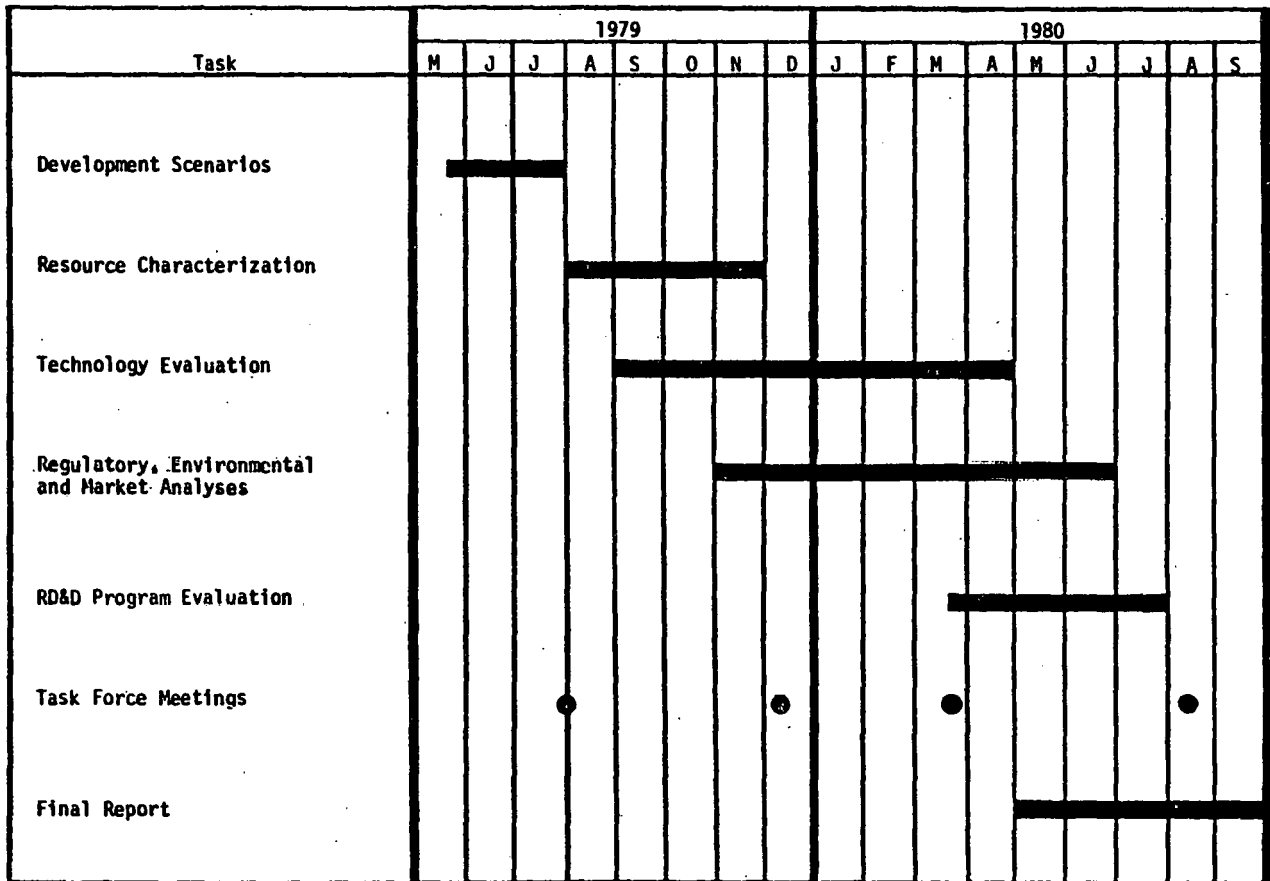 1979 1980
Task M J J A S O N D J F M A M J J A S
Development Scenarios
Resource Characterization
Technology Evaluation
Regulatory, Environmental
and Market Analyses
RD&D Program Evaluation
Task Force Meetings
Final Report